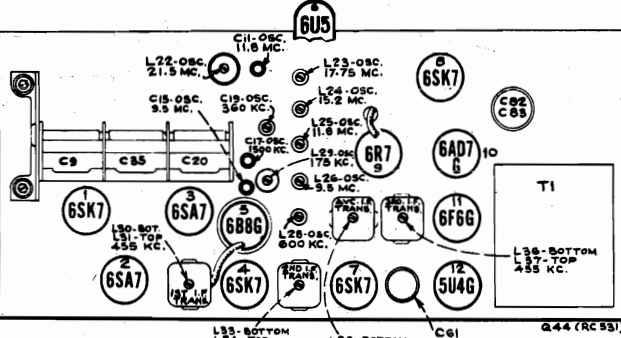 6U5
C11-OSC.
11.8 MC.
L22-OSC.
21.5 MC.
L23-OSC.
17.75 MC.
8
6SK7
L24-OSC.
15.2 MC.
C15-OSC.
9.5 MC.
C19-OSC.
360 KC.
C82
C83
L25-OSC.
11.8 MC.
C17-OSC.
1500 KC.
L29-OSC.
175 KC.
6R7
9
6AD7
G
10
C9
C35
C20
L26-OSC.
9.5 MC.
T1
1
6SK7
3
6SA7
5
6B8G
AVC. I.F.
TRANS.
3RD. I.F.
TRANS.
11
6F6G
L30-BOT.
L31-TOP
455 KC.
L28-OSC.
600 KC.
L36-BOTTOM
L37-TOP
455 KC.
2
6SA7
1ST I.F.
TRANS.
4
6SK7
2ND I.F.
TRANS.
7
6SK7
12
5U4G
L33-BOTTOM
C61
Q44 (RC531)